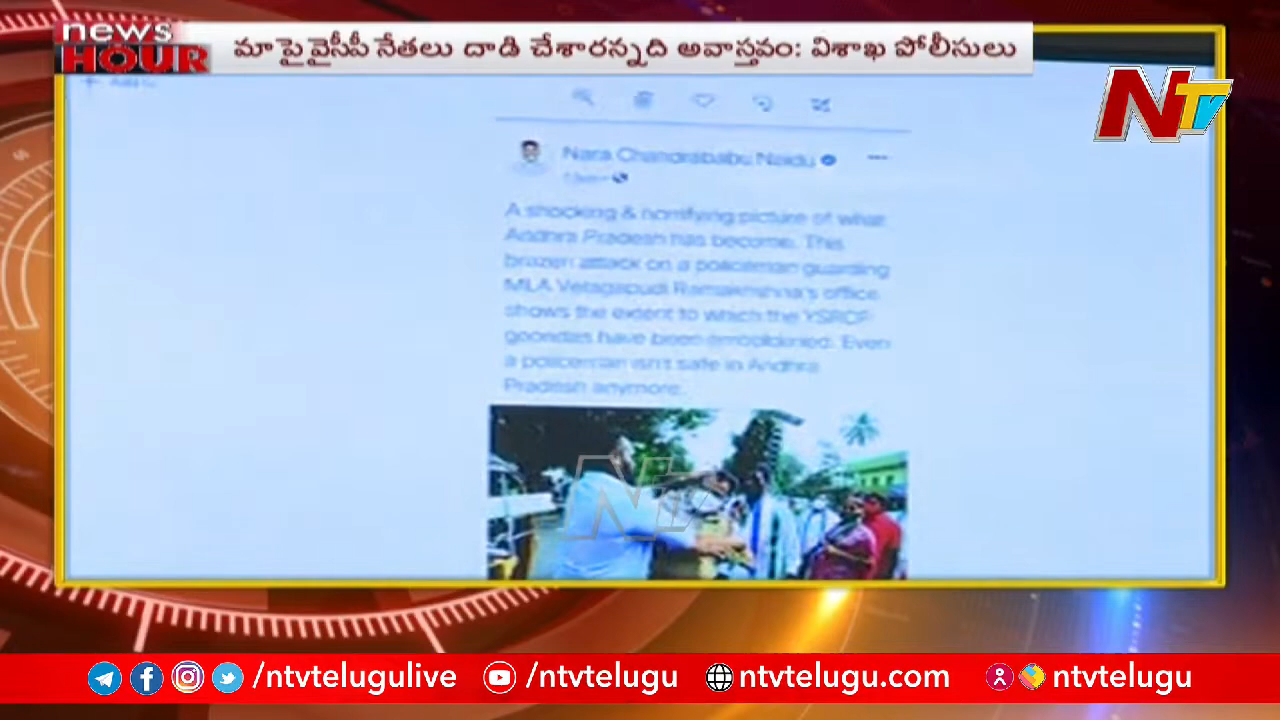 news
HOUR
మా పై వైసీపీ నేతలు దాడి చేశారన్నది అవాస్తవం: విశాఖ పోలీసులు
NTV
Nara Chandrababu Naidu
A shocking & horrifying picture of what
Andhra Pradesh has become. This
brazen attack on a policeman guarding
MLA Velagapudi Ramakrishna's office
shows the extent to which the YSRCP
goondas have been emboldened. Even
a policeman isn't safe in Andhra
Pradesh anymore.
NTV
/ntvtelugulive
/ntvtelugu
ntvtelugu.com
ntvtelugu